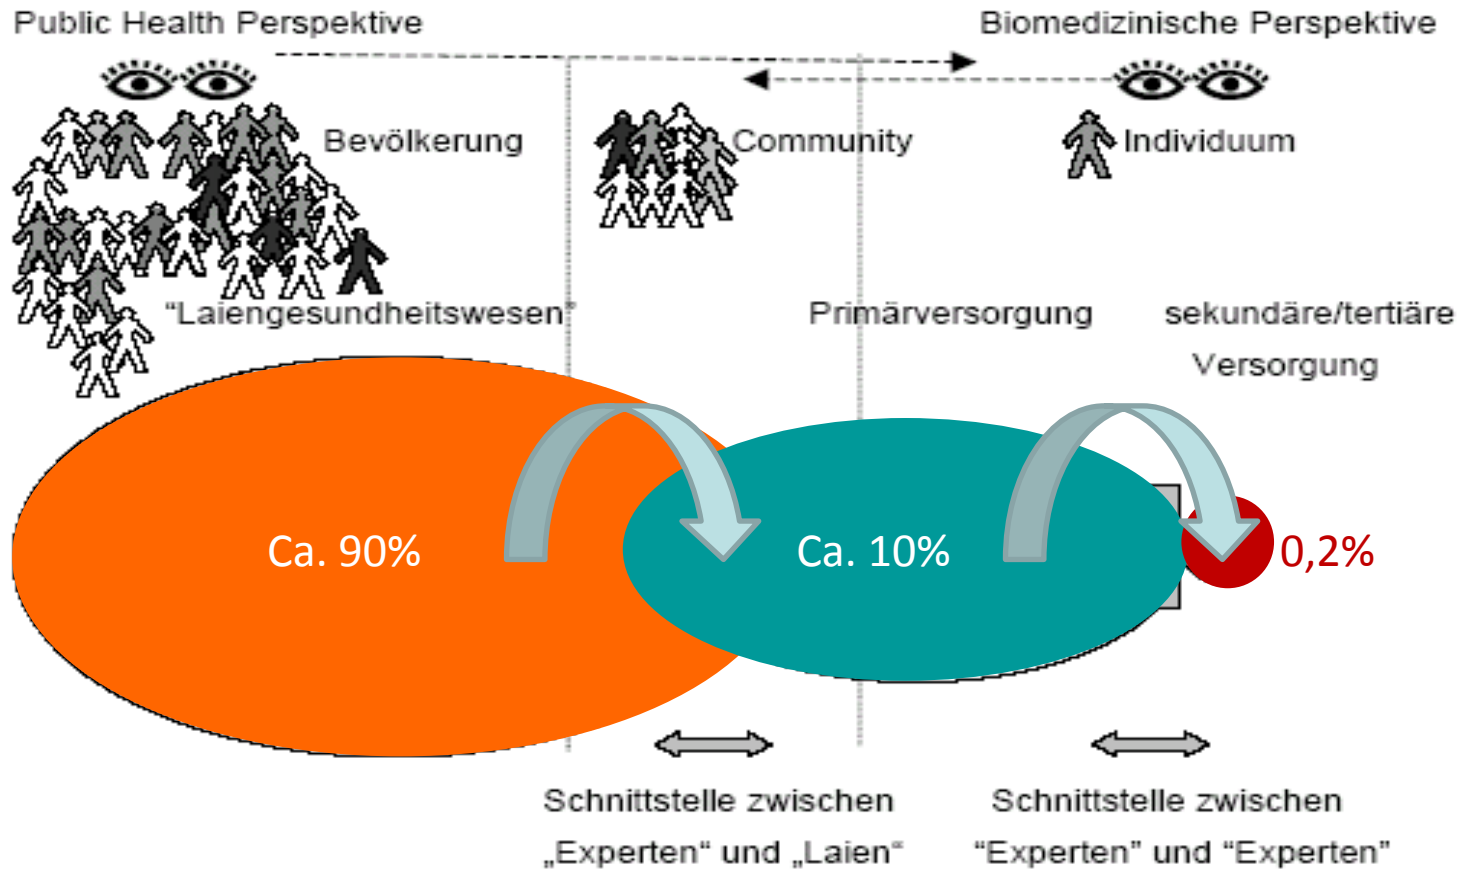 Public Health Perspektive
Biomedizinische Perspektive
Bevölkerung
Community
Individuum
"Laiengesundheitswesen"
Primärversorgung
sekundäre/tertiäre
Versorgung
Ca. 90%
Ca. 10%
0,2%
Schnittstelle zwischen
„Experten“ und „Laien“
Schnittstelle zwischen
"Experten" und "Experten"